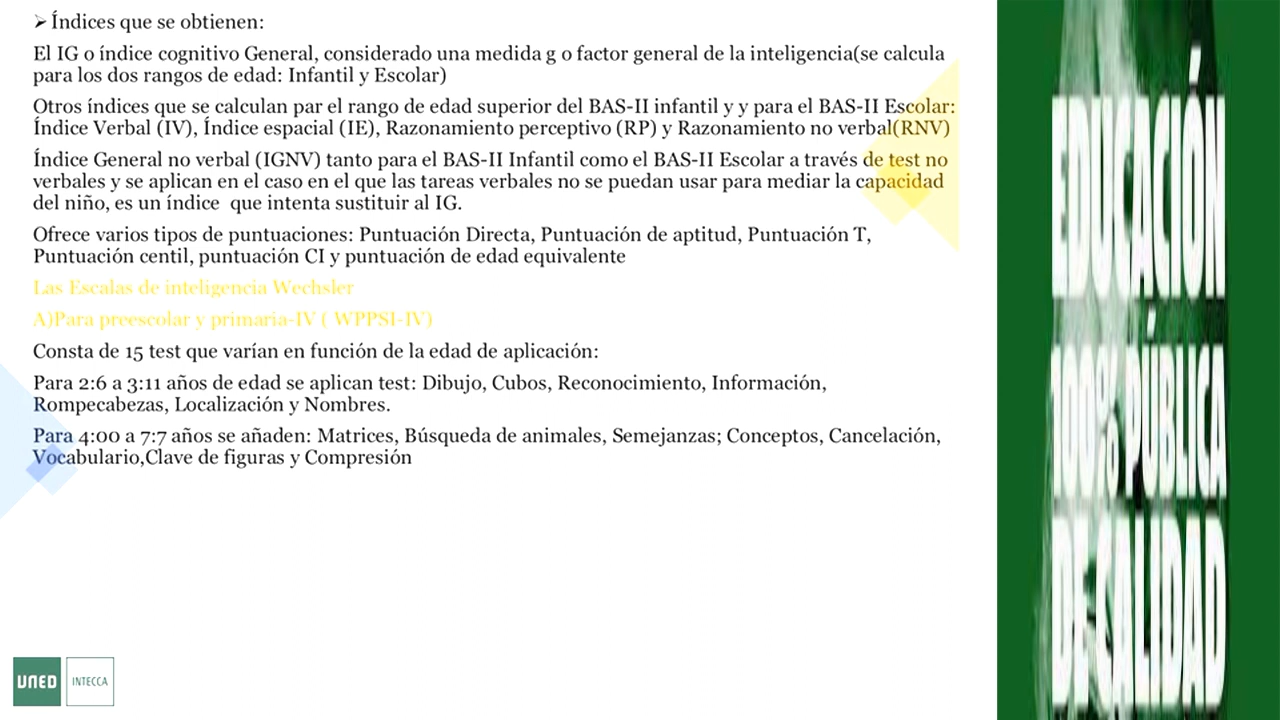 ➢ Índices que se obtienen:
El IG o índice cognitivo General, considerado una medida g o factor general de la inteligencia(se calcula
para los dos rangos de edad: Infantil y Escolar)
Otros índices que se calculan par el rango de edad superior del BAS-II infantil y y para el BAS-II Escolar:
Índice Verbal (IV), Índice espacial (IE), Razonamiento perceptivo (RP) y Razonamiento no verbal(RNV)
Índice General no verbal (IGNV) tanto para el BAS-II Infantil como el BAS-II Escolar a través de test no
verbales y se aplican en el caso en el que las tareas verbales no se puedan usar para mediar la capacidad
del niño, es un índice  que intenta sustituir al IG.
Ofrece varios tipos de puntuaciones: Puntuación Directa, Puntuación de aptitud, Puntuación T,
Puntuación centil, puntuación CI y puntuación de edad equivalente
Las Escalas de inteligencia Wechsler
A)Para preescolar y primaria-IV ( WPPSI-IV)
Consta de 15 test que varían en función de la edad de aplicación:
Para 2:6 a 3:11 años de edad se aplican test: Dibujo, Cubos, Reconocimiento, Información,
Rompecabezas, Localización y Nombres.
Para 4:00 a 7:7 años se añaden: Matrices, Búsqueda de animales, Semejanzas; Conceptos, Cancelación,
Vocabulario,Clave de figuras y Compresión
UNED
INTECCA
EDUCACIÓN
100% PÚBLICA
DE CALIDAD